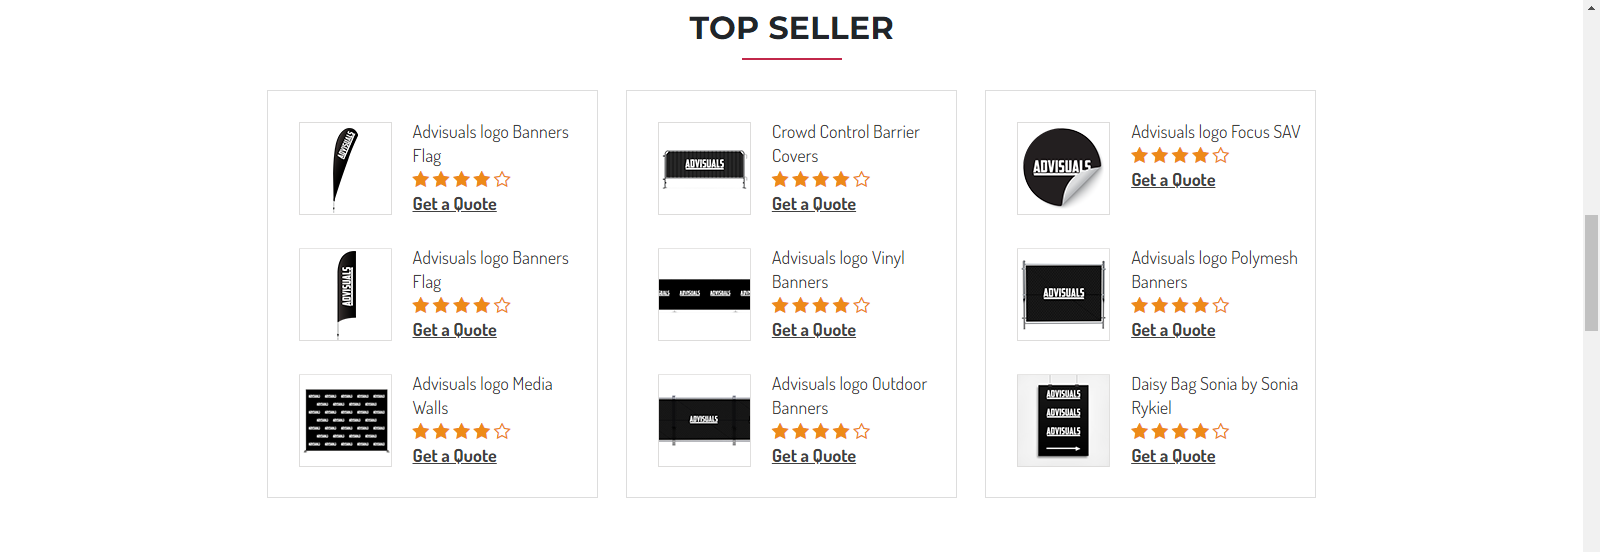 TOP SELLER
ADVISUALS
Advisuals logo Banners
Flag
Get a Quote
ADVISUALS
Advisuals logo Banners
Flag
Get a Quote
Advisuals logo Media
Walls
Get a Quote
ADVISUALS
Crowd Control Barrier
Covers
Get a Quote
ADVISUALS ADVISUALS
Advisuals logo Vinyl
Banners
Get a Quote
ADVISUALS
Advisuals logo Outdoor
Banners
Get a Quote
ADVISUALS
Advisuals logo Focus SAV
Get a Quote
ADVISUALS
Advisuals logo Polymesh
Banners
Get a Quote
ADVISUALS
ADVISUALS
ADVISUALS
Daisy Bag Sonia by Sonia
Rykiel
Get a Quote